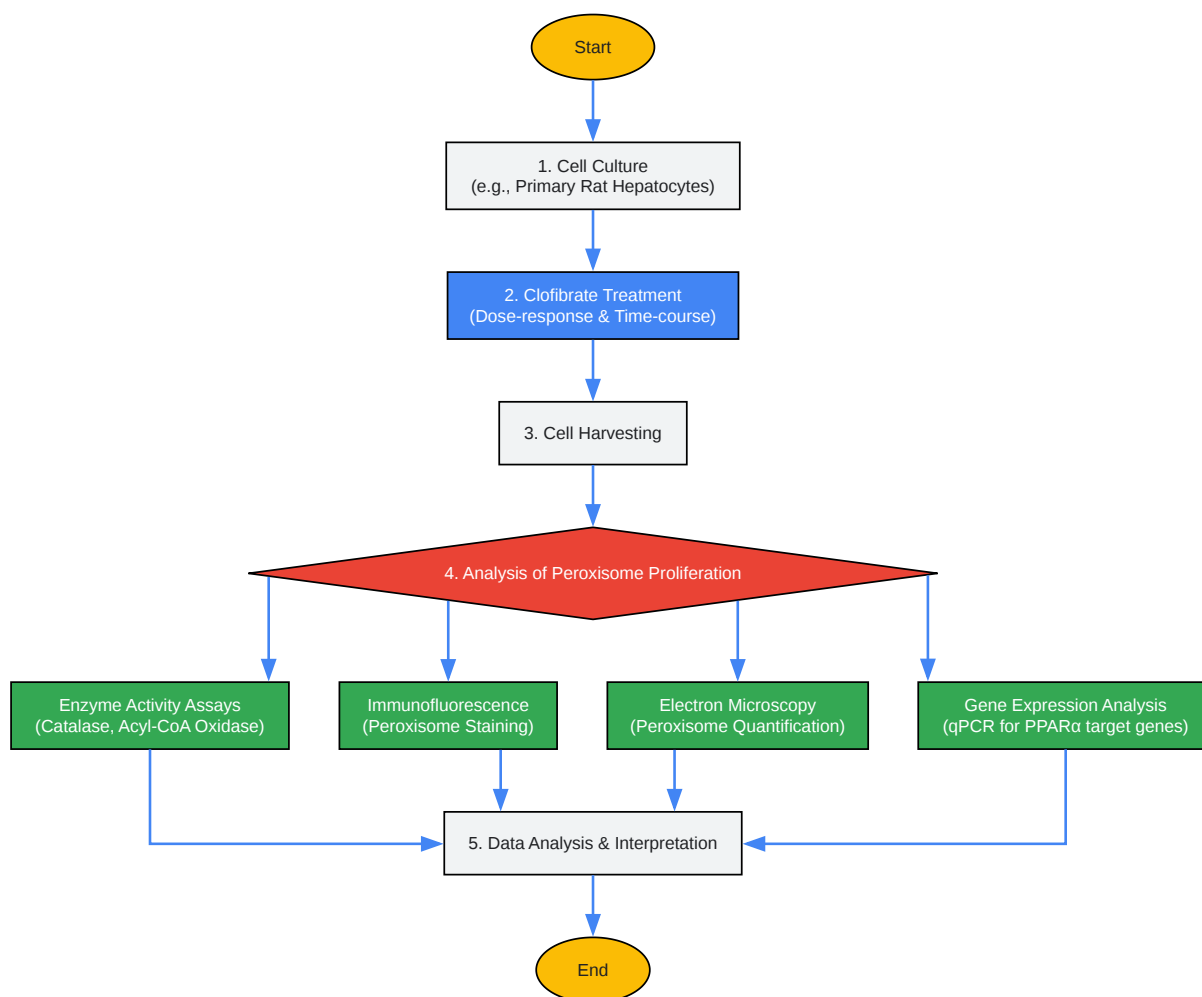 Start
1. Cell Culture
(e.g., Primary Rat Hepatocytes)
2. Clofibrate Treatment
(Dose-response & Time-course)
3. Cell Harvesting
4. Analysis of Peroxisome Proliferation
Enzyme Activity Assays
(Catalase, Acyl-CoA Oxidase)
Immunofluorescence
(Peroxisome Staining)
Electron Microscopy
(Peroxisome Quantification)
Gene Expression Analysis
(qPCR for PPARα target genes)
5. Data Analysis & Interpretation
End